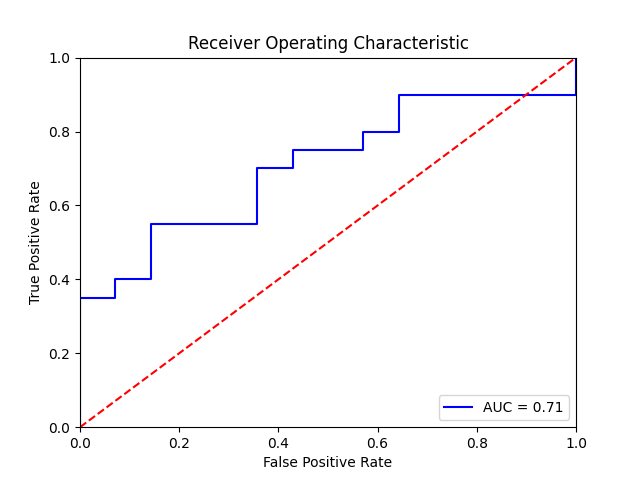 Receiver Operating Characteristic
True Positive Rate
1.0
0.8
0.6
0.4
0.2
0.0
AUC = 0.71
0.0 0.2 0.4 0.6 0.8 1.0
False Positive Rate